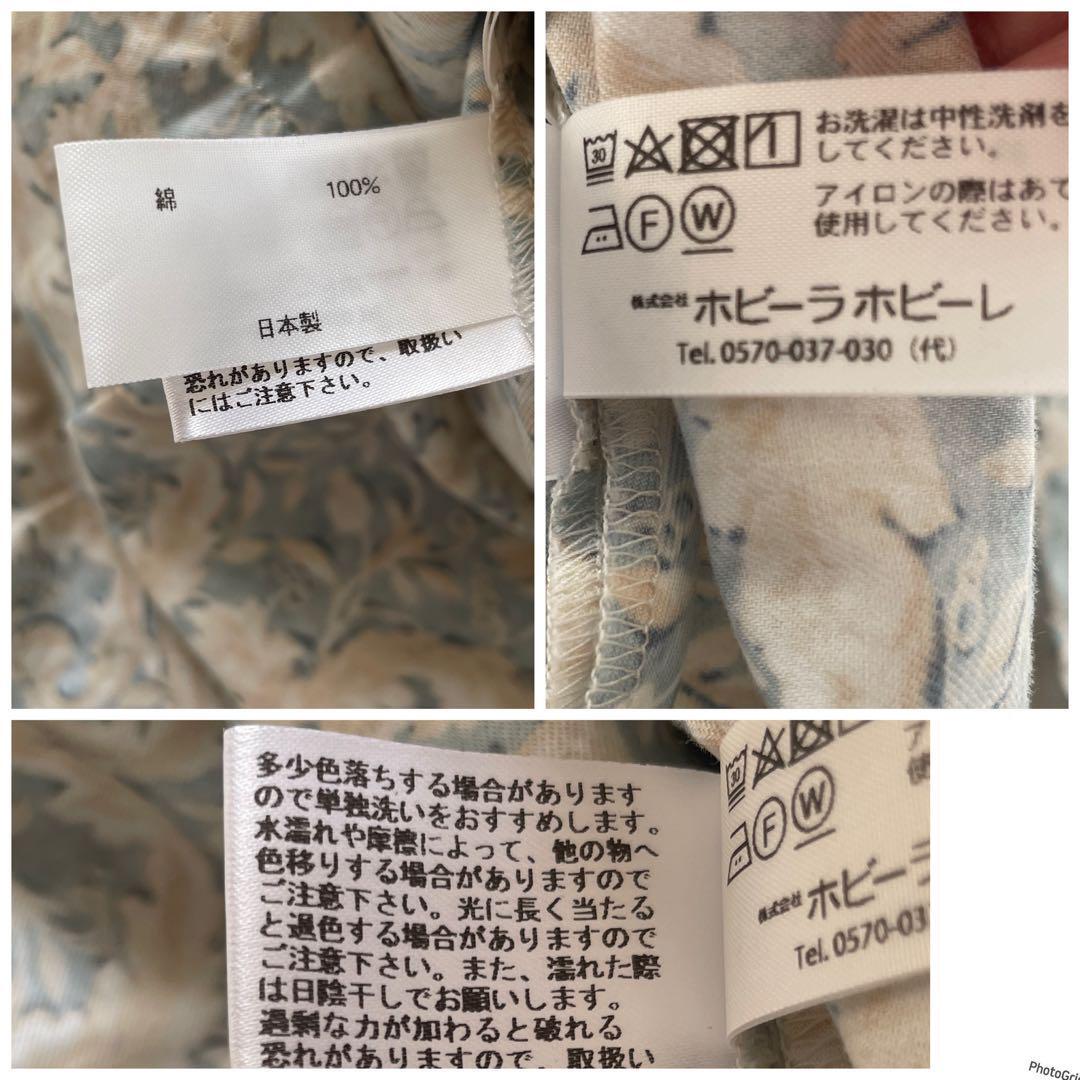 綿 100%
日本製
恐れがありますので、取扱い
にはご注意下さい。
30
お洗濯は中性洗剤を
してください。
F W
アイロンの際はあて
使用してください。
株式会社 ホビーラホビーレ
Tel. 0570-037-030 (代)
多少色落ちする場合があります
ので単独洗いをおすすめします。
水濡れや摩擦によって、他の物へ
色移りする場合がありますので
ご注意下さい。光に長く当たる
と退色する場合がありますので
ご注意下さい。また、濡れた際
は日陰干しでお願いします。
過剰な力が加わると破れる
恐れがありますので、取扱い
30
F W
株式会社 ホビー
Tel. 0570-03
PhotoGri